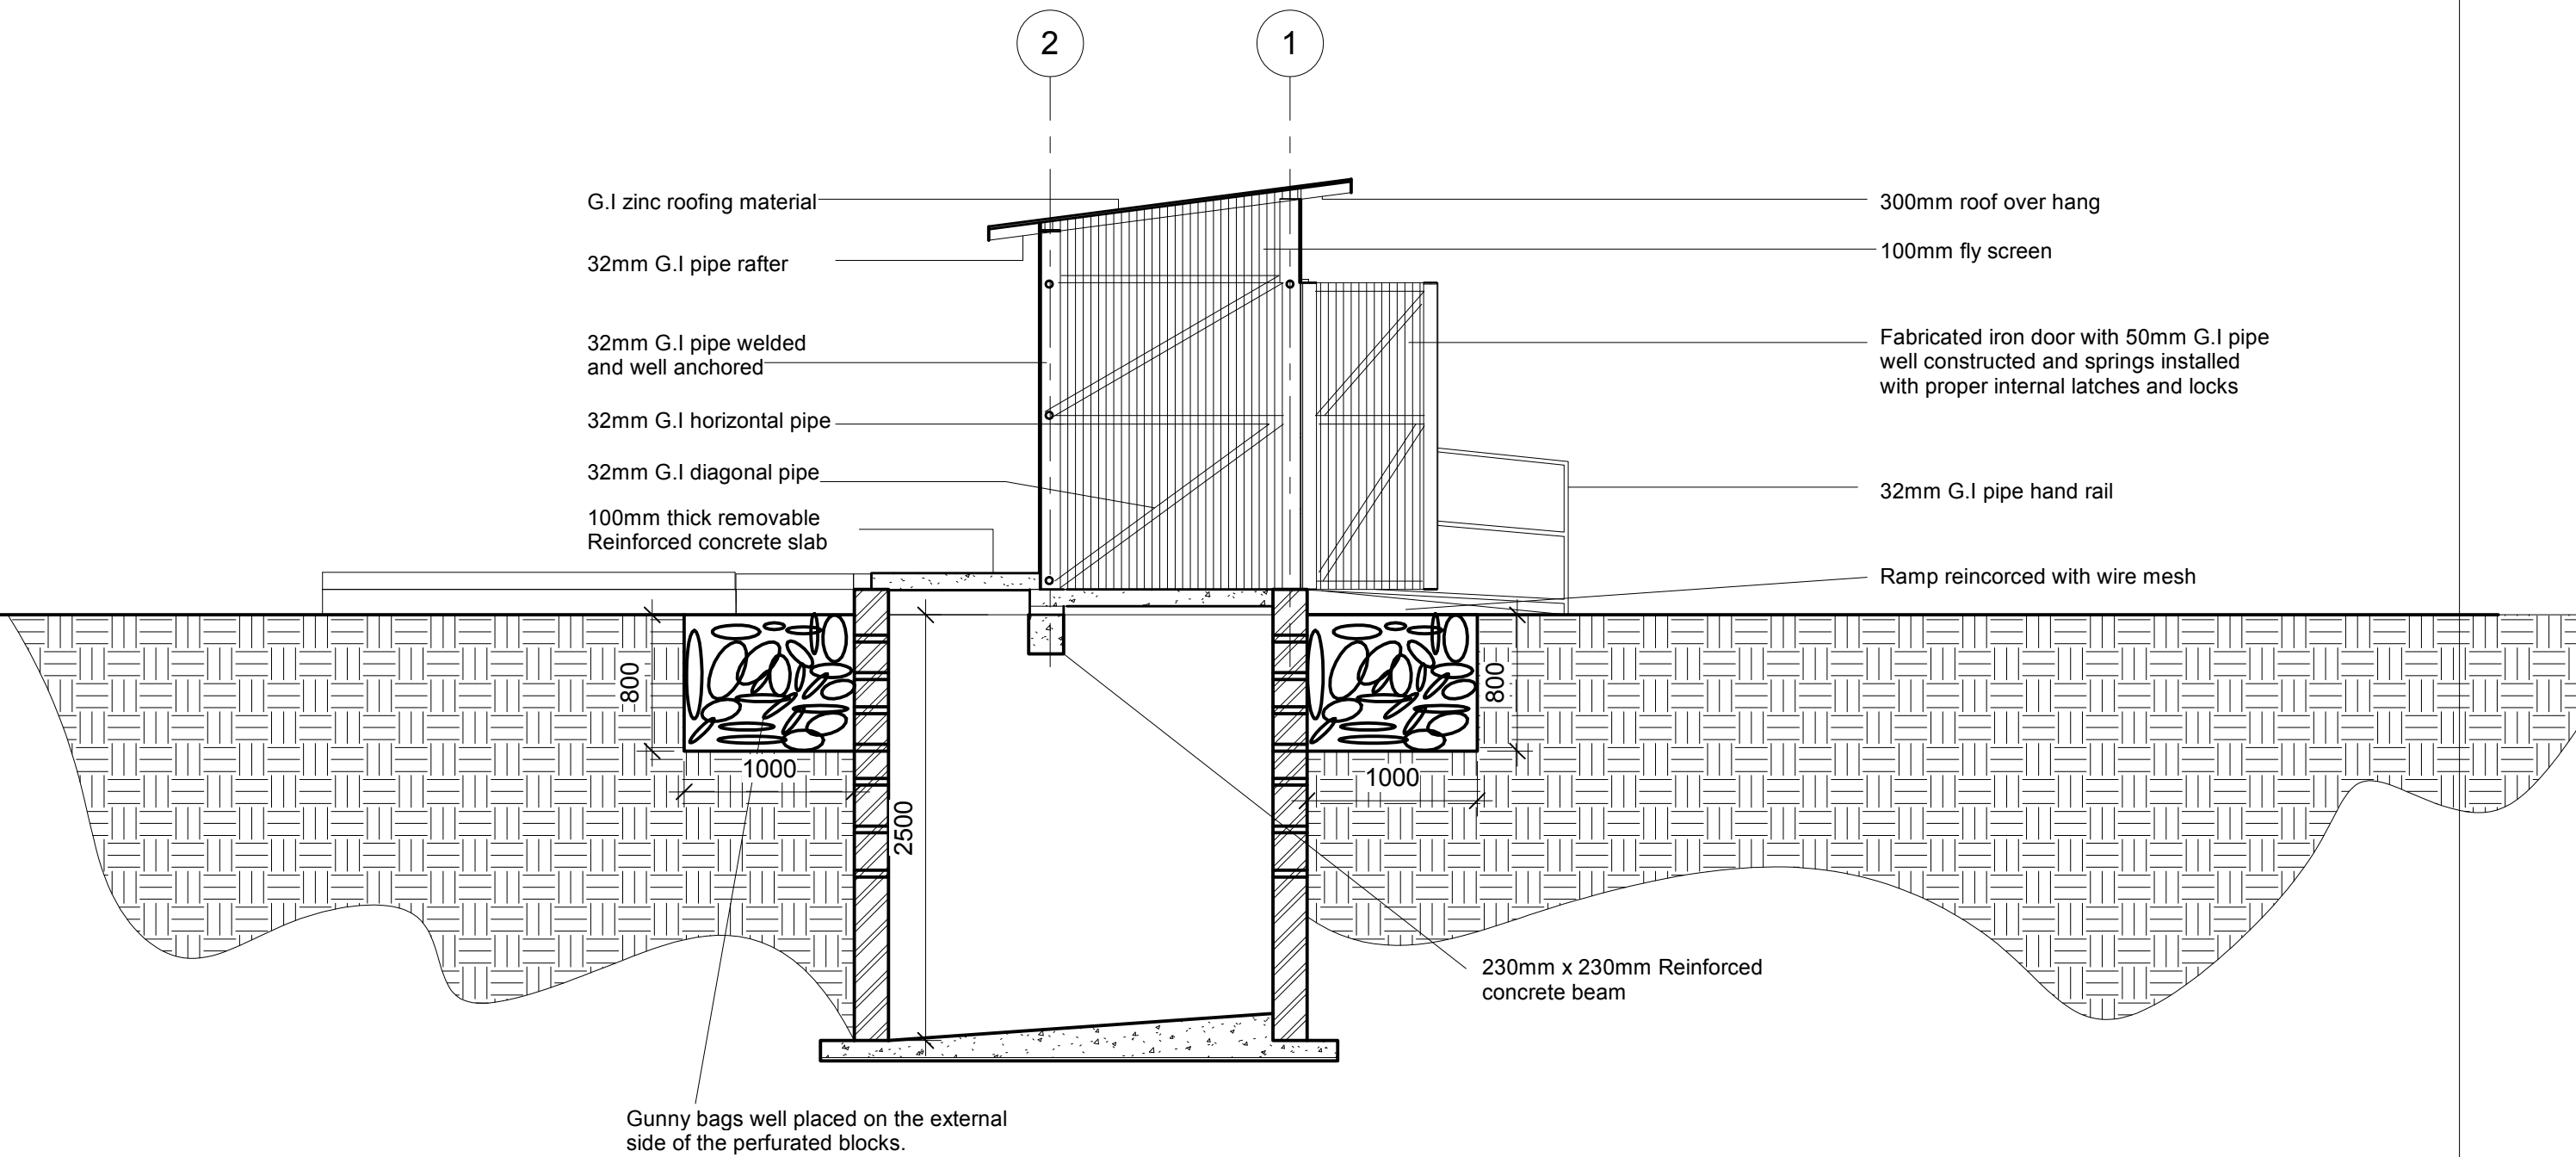 2
1
G.I zinc roofing material
32mm G.I pipe rafter
32mm G.I pipe welded
and well anchored
32mm G.I horizontal pipe
32mm G.I diagonal pipe
100mm thick removable
Reinforced concrete slab
300mm roof over hang
100mm fly screen
Fabricated iron door with 50mm G.I pipe
well constructed and springs installed
with proper internal latches and locks
32mm G.I pipe hand rail
Ramp reincorced with wire mesh
800
1000
2500
800
1000
230mm x 230mm Reinforced
concrete beam
Gunny bags well placed on the external
side of the perfurated blocks.